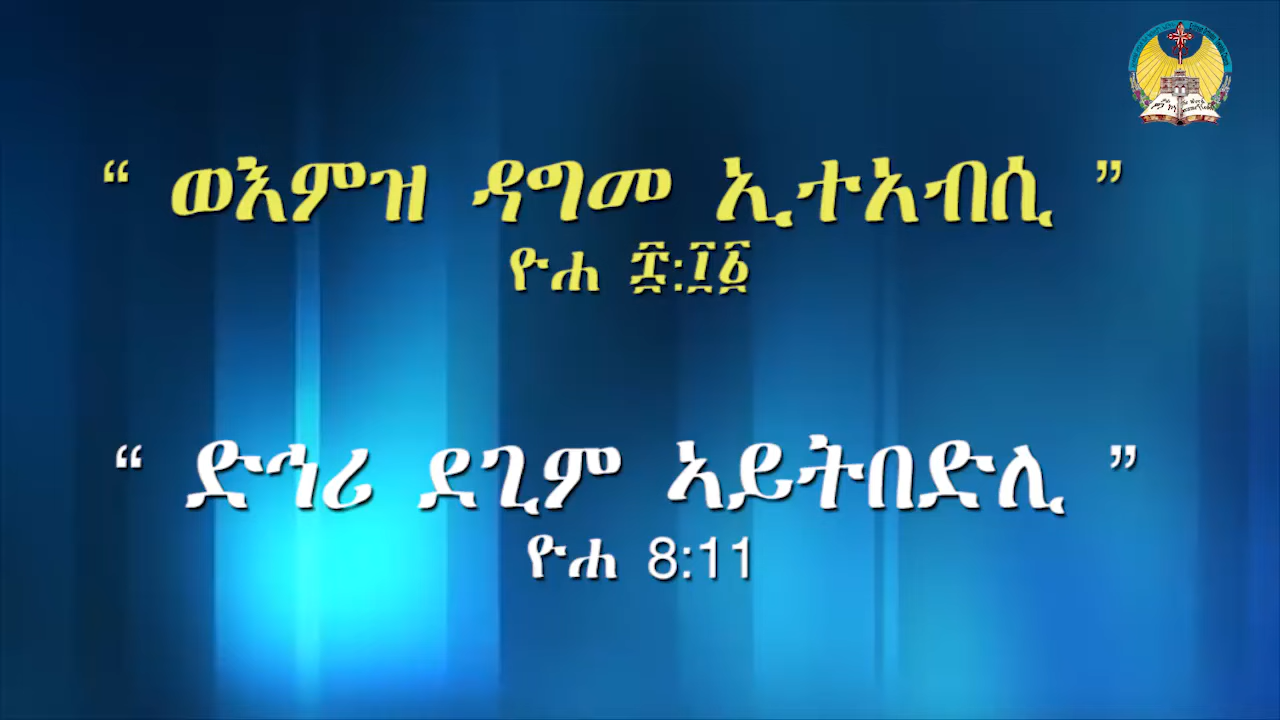 “ ወእምዝ ዳግመ ኢተአብሲ ”
ዮሐ ፰:፲፩
“ ድኅሪ ደጊም ኣይትበድሊ ”
ዮሐ 8:11